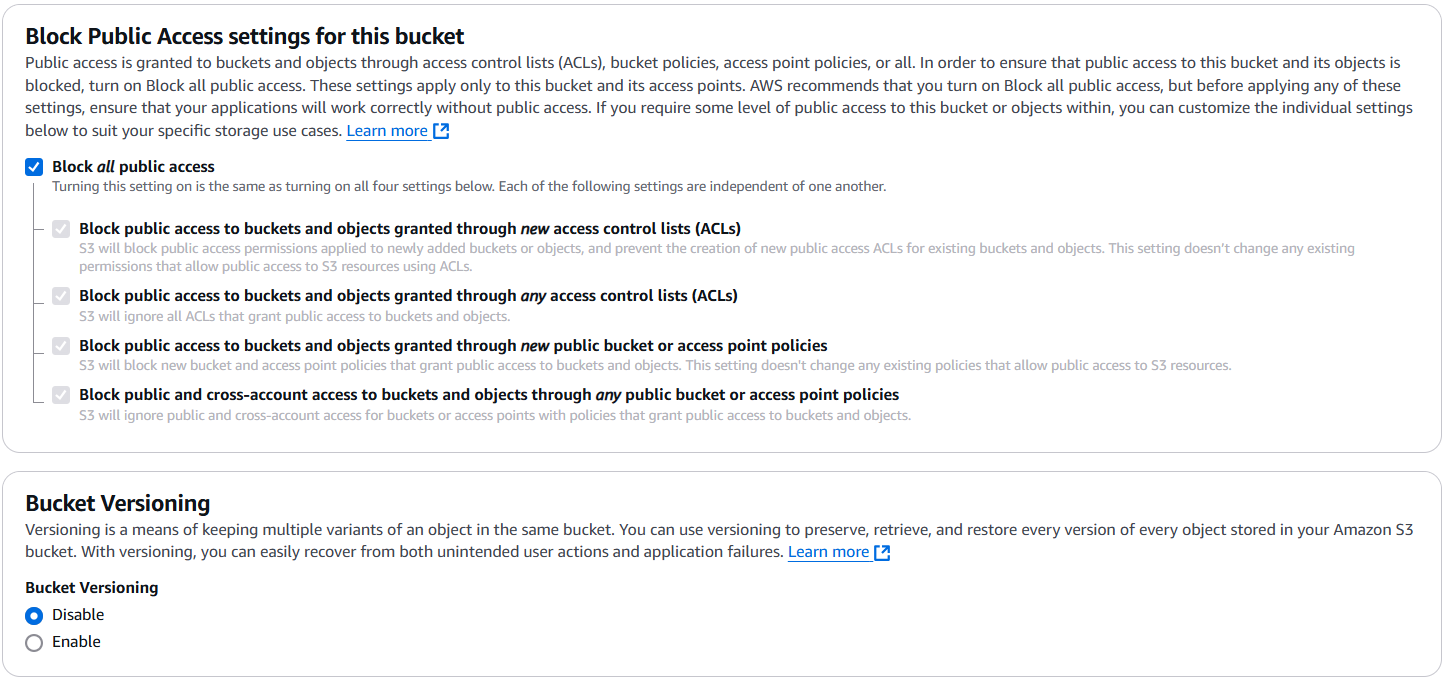 Block Public Access settings for this bucket
Public access is granted to buckets and objects through access control lists (ACLs), bucket policies, access point policies, or all. In order to ensure that public access to this bucket and its objects is
blocked, turn on Block all public access. These settings apply only to this bucket and its access points. AWS recommends that you turn on Block all public access, but before applying any of these
settings, ensure that your applications will work correctly without public access. If you require some level of public access to this bucket or objects within, you can customize the individual settings
below to suit your specific storage use cases. Learn more
Block all public access
Turning this setting on is the same as turning on all four settings below. Each of the following settings are independent of one another.
Block public access to buckets and objects granted through new access control lists (ACLs)
S3 will block public access permissions applied to newly added buckets or objects, and prevent the creation of new public access ACLs for existing buckets and objects. This setting doesn’t change any existing
permissions that allow public access to S3 resources using ACLs.
Block public access to buckets and objects granted through any access control lists (ACLs)
S3 will ignore all ACLs that grant public access to buckets and objects.
Block public access to buckets and objects granted through new public bucket or access point policies
S3 will block new bucket and access point policies that grant public access to buckets and objects. This setting doesn't change any existing policies that allow public access to S3 resources.
Block public and cross-account access to buckets and objects through any public bucket or access point policies
S3 will ignore public and cross-account access for buckets or access points with policies that grant public access to buckets and objects.
Bucket Versioning
Versioning is a means of keeping multiple variants of an object in the same bucket. You can use versioning to preserve, retrieve, and restore every version of every object stored in your Amazon S3
bucket. With versioning, you can easily recover from both unintended user actions and application failures. Learn more
Bucket Versioning
Disable
Enable